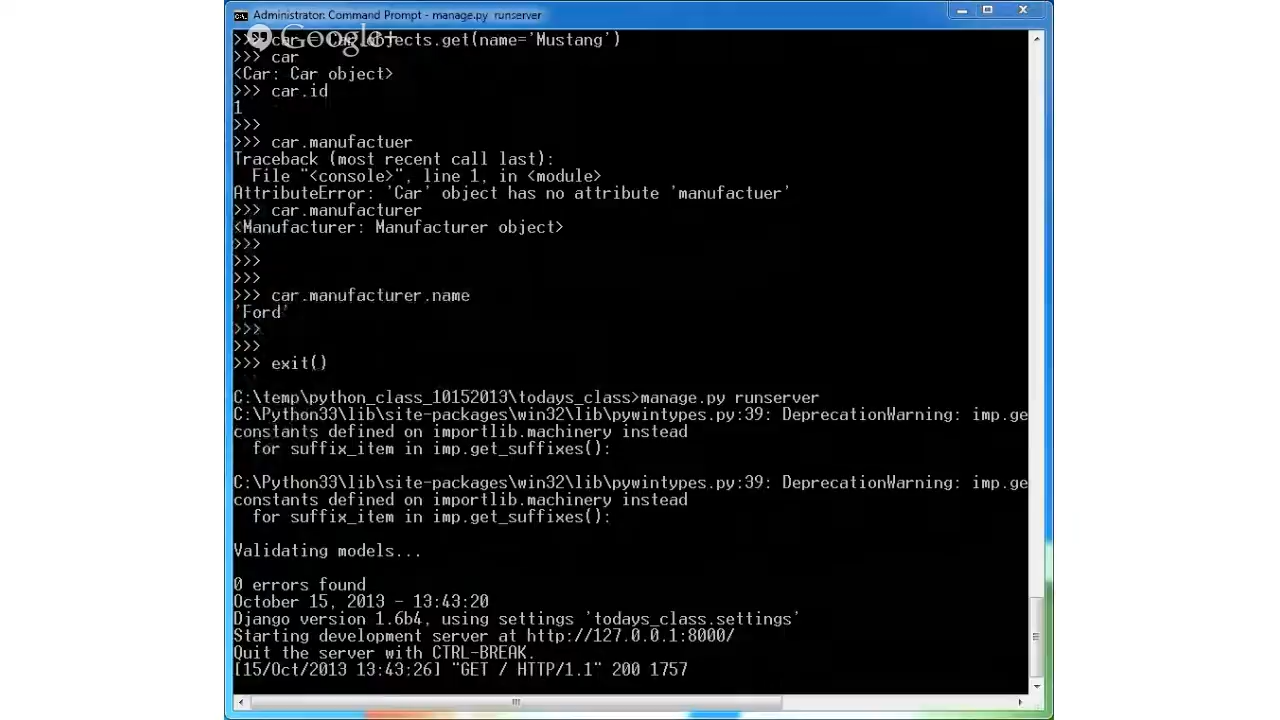 Administrator: Command Prompt - manage.py runserver
Google+
>>> car = Car.objects.get(name='Mustang')
>>> car
<Car: Car object>
>>> car.id
1
>>>
>>> car.manufactuer
Traceback (most recent call last):
  File "<console>", line 1, in <module>
AttributeError: 'Car' object has no attribute 'manufactuer'
>>> car.manufacturer
<Manufacturer: Manufacturer object>
>>>
>>>
>>>
>>> car.manufacturer.name
'Ford'
>>>
>>>
>>> exit()
C:\temp\python_class_10152013\todays_class>manage.py runserver
C:\Python33\lib\site-packages\win32\lib\pywintypes.py:39: DeprecationWarning: imp.ge
constants defined on importlib.machinery instead
  for suffix_item in imp.get_suffixes():
C:\Python33\lib\site-packages\win32\lib\pywintypes.py:39: DeprecationWarning: imp.ge
constants defined on importlib.machinery instead
  for suffix_item in imp.get_suffixes():
Validating models...
0 errors found
October 15, 2013 - 13:43:20
Django version 1.6b4, using settings 'todays_class.settings'
Starting development server at http://127.0.0.1:8000/
Quit the server with CTRL-BREAK.
[15/Oct/2013 13:43:26] "GET / HTTP/1.1" 200 1757